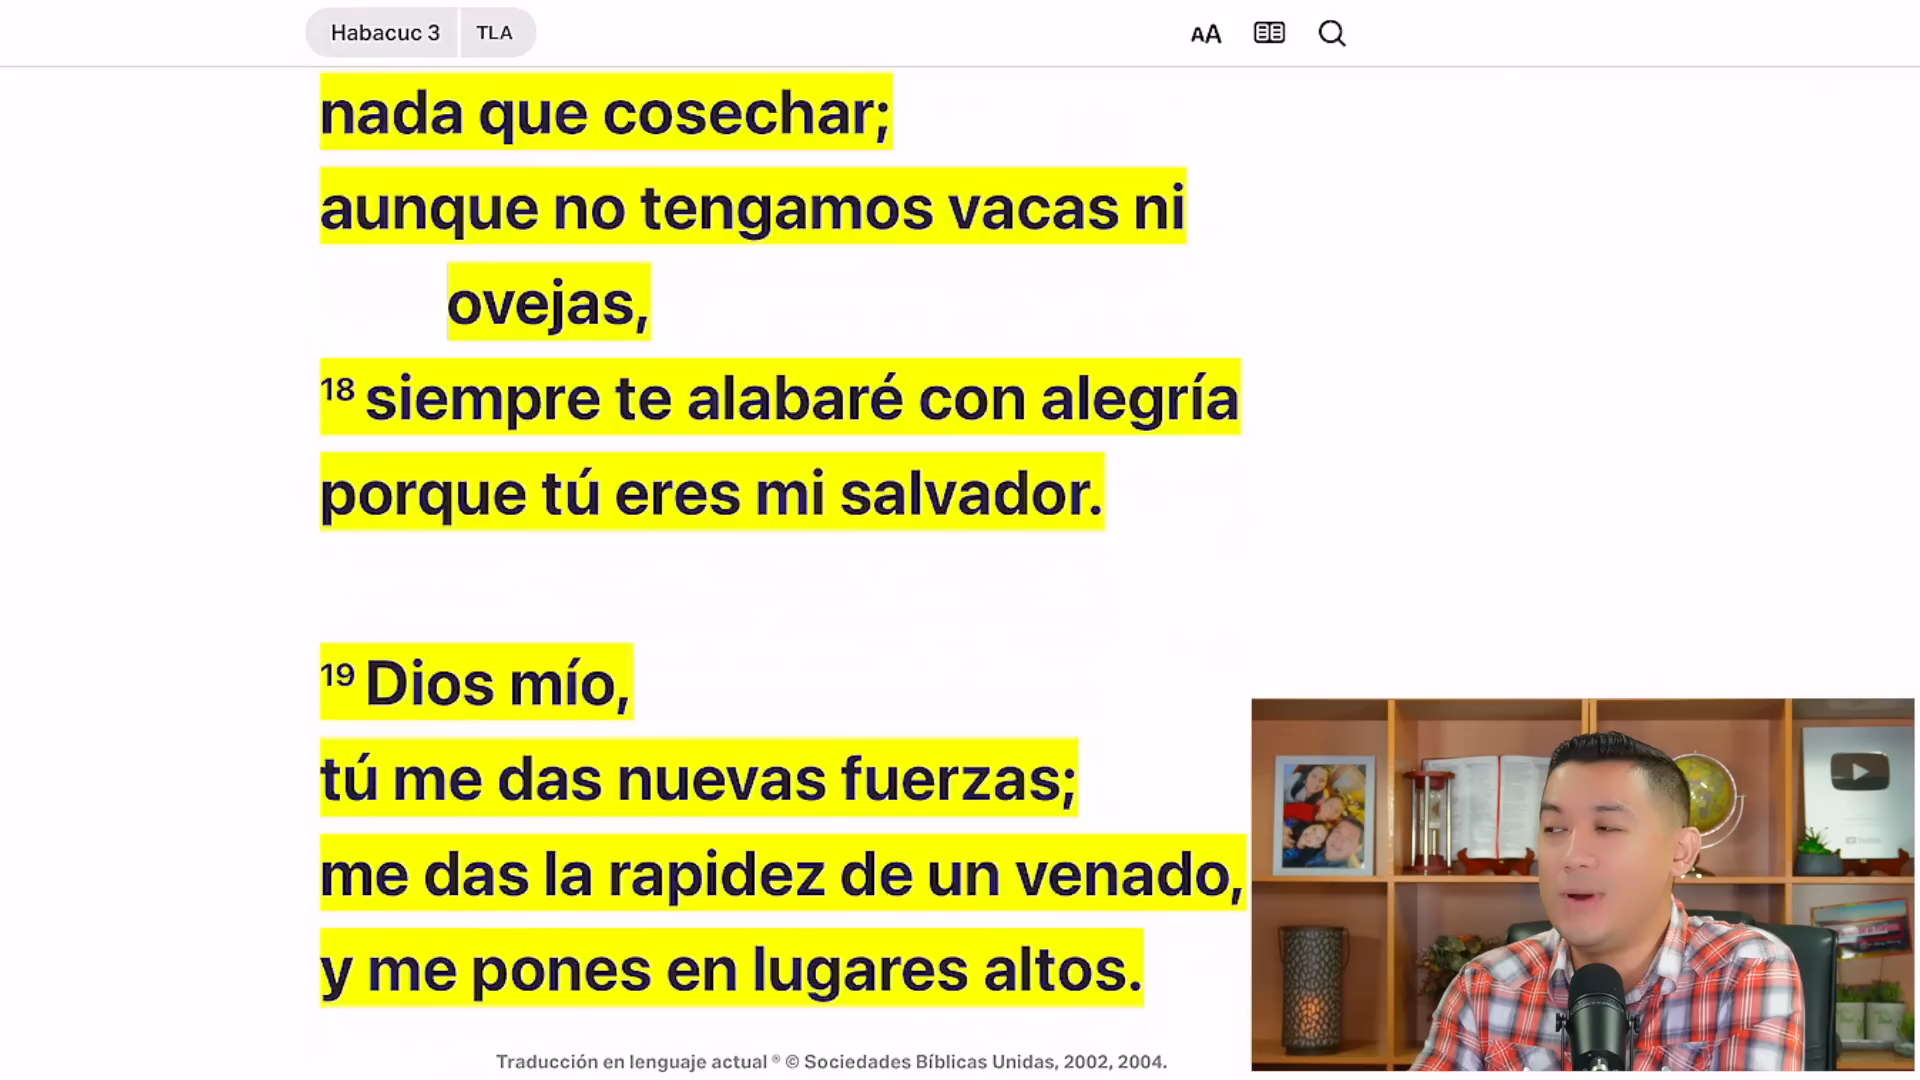 Habacuc 3 TLA AA
nada que cosechar;
aunque no tengamos vacas ni
ovejas,
18 siempre te alabaré con alegría
porque tú eres mi salvador.
19 Dios mío,
tú me das nuevas fuerzas;
me das la rapidez de un venado,
y me pones en lugares altos.
Traducción en lenguaje actual ® © Sociedades Bíblicas Unidas, 2002, 2004.